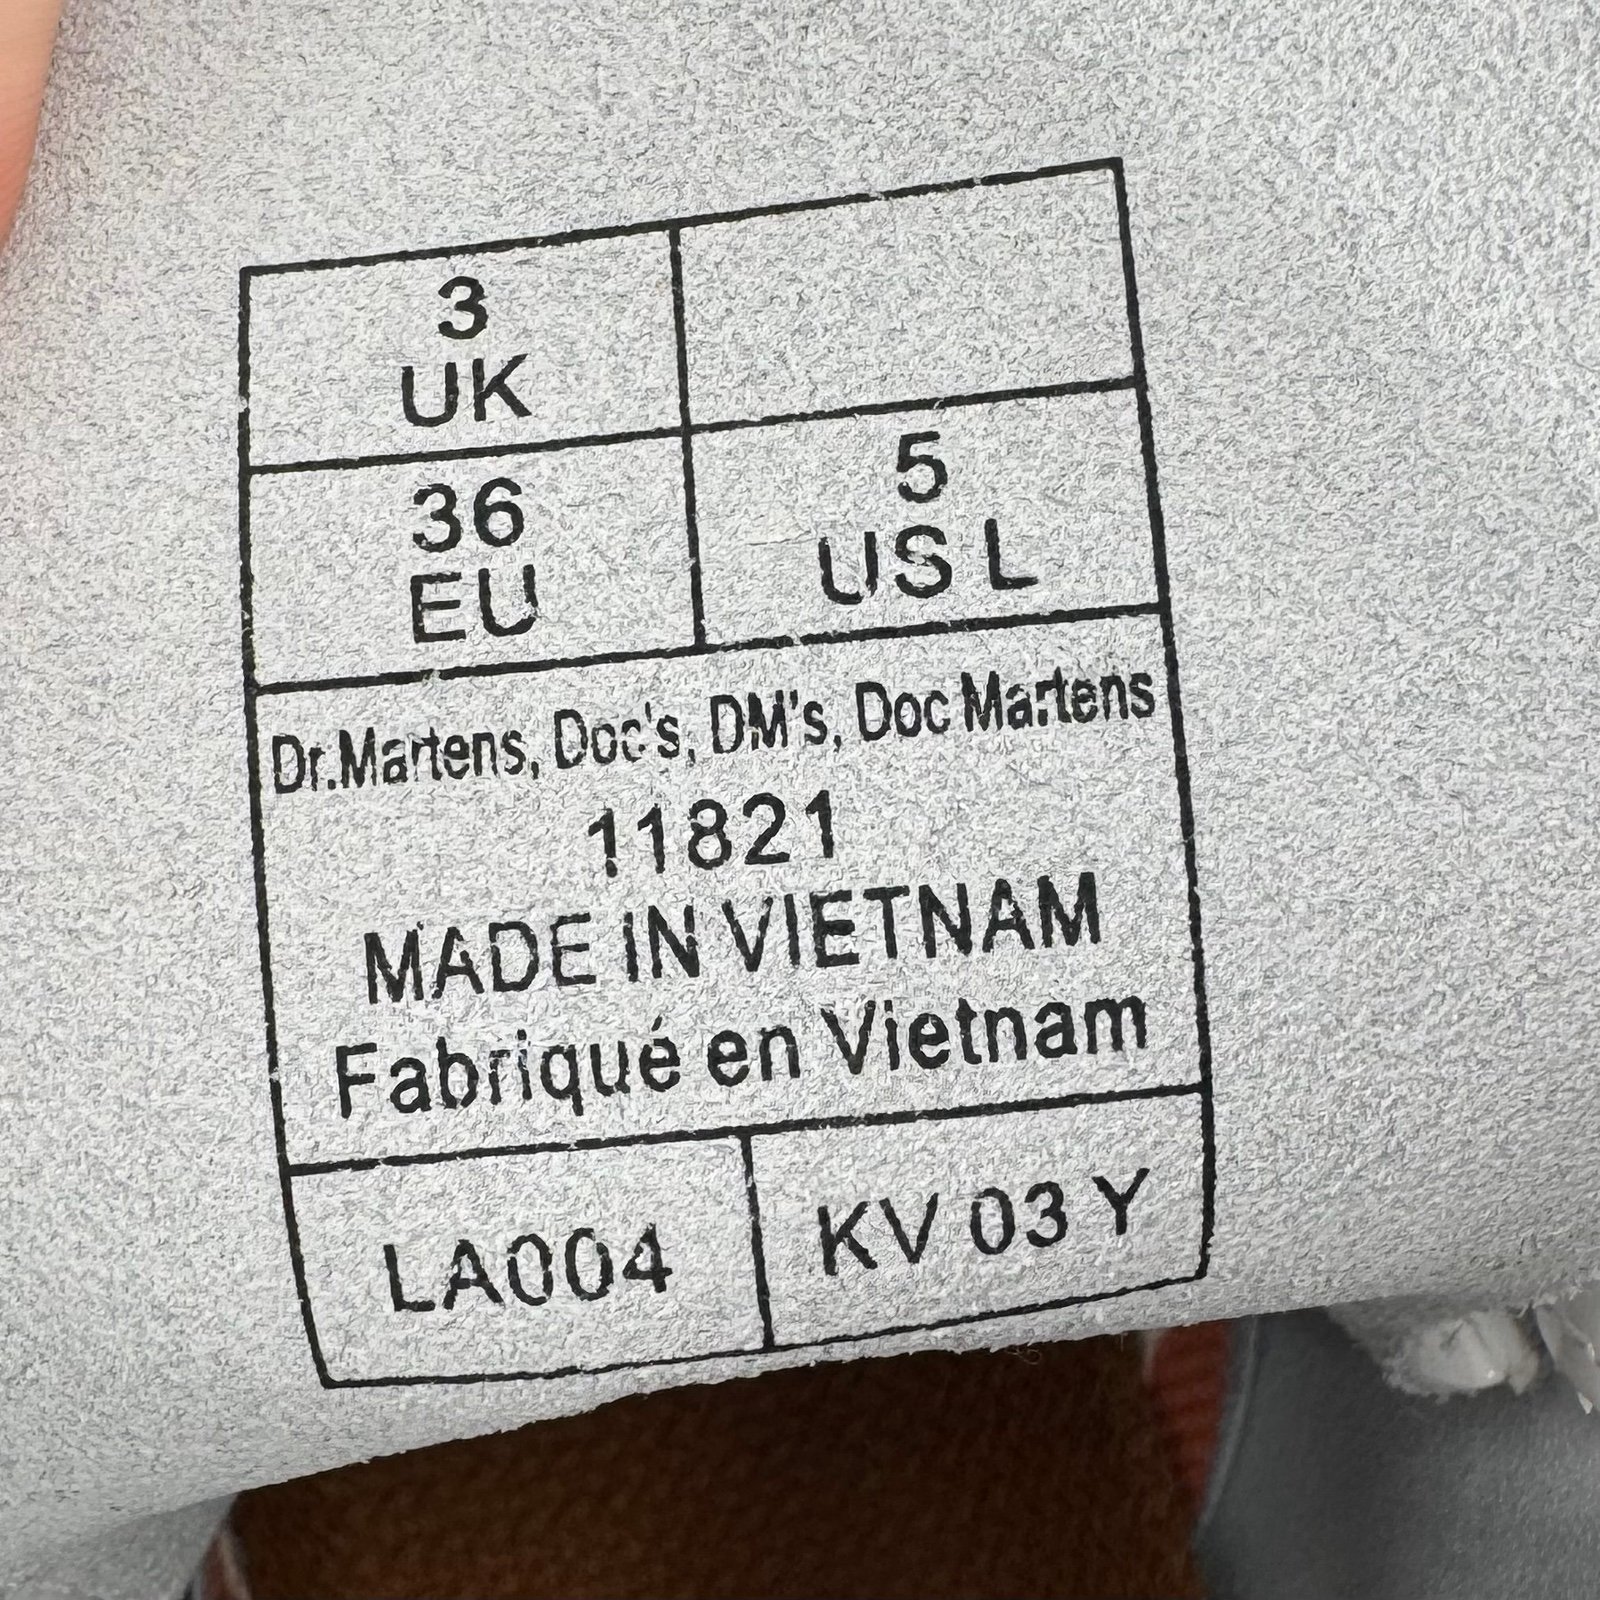 3
UK
36
EU
5
US L
Dr.Martens, Doc's, DM's, Doc Martens
11821
MADE IN VIETNAM
Fabriqué en Vietnam
LA004
KV 03 Y